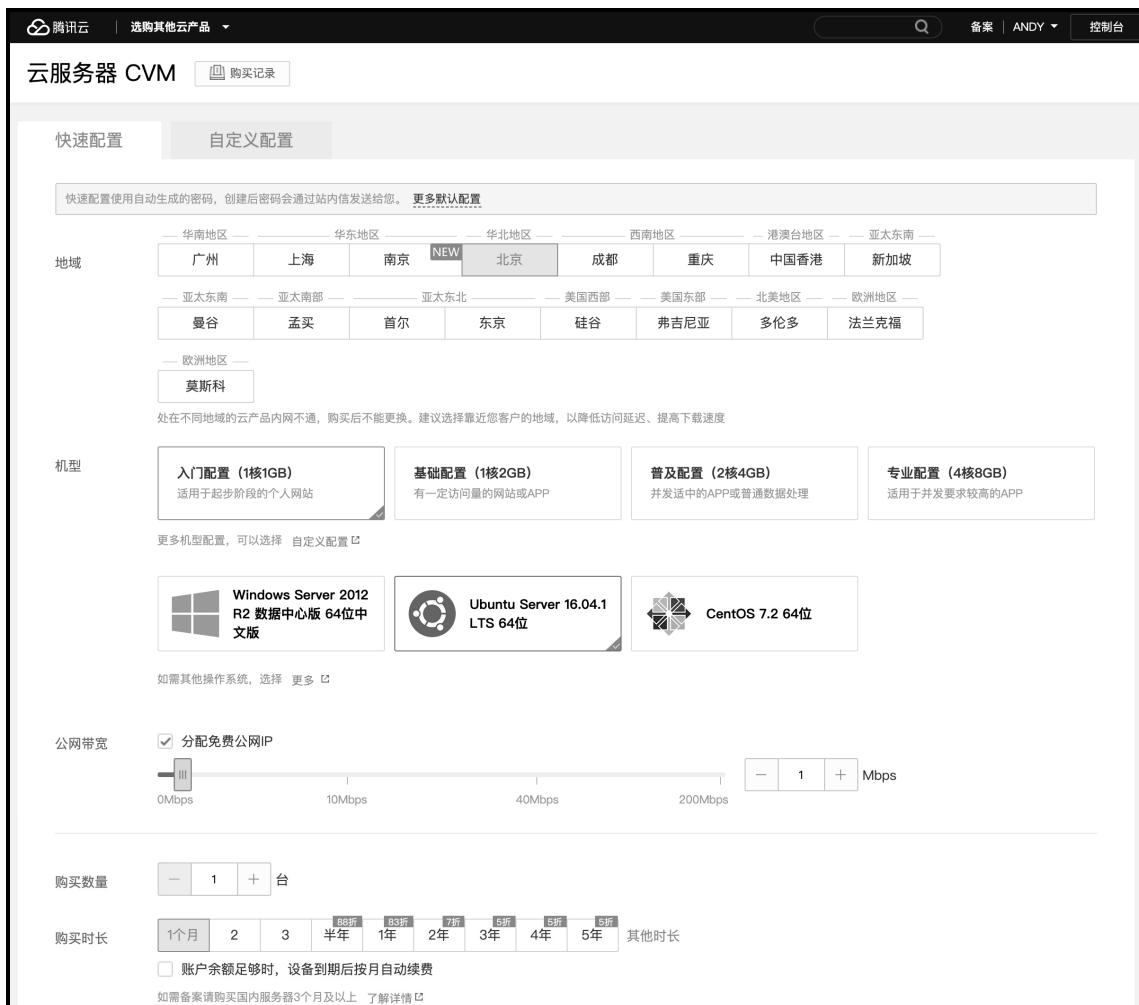 腾讯云 选购其他云产品 备案 ANDY 控制台
云服务器 CVM 购买记录
快速配置 自定义配置
快速配置使用自动生成的密码，创建后密码会通过站内信发送给您。 更多默认配置
华南地区 华东地区 华北地区 西南地区 港澳台地区 亚太东南
地域 广州 上海 南京 NEW 北京 成都 重庆 中国香港 新加坡
亚太东南 亚太南部 亚太东北 美国西部 美国东部 北美地区 欧洲地区
曼谷 孟买 首尔 东京 硅谷 弗吉尼亚 多伦多 法兰克福
欧洲地区
莫斯科
处在不同地域的云产品内网不通，购买后不能更换。建议选择靠近您客户的地域，以降低访问延迟、提高下载速度
机型 入门配置（1核1GB） 基础配置（1核2GB） 普及配置（2核4GB） 专业配置（4核8GB）
适用于起步阶段的个人网站 有一定访问量的网站或APP 并发适中的APP或普通数据处理 适用于并发要求较高的APP
更多机型配置，可以选择 自定义配置
Windows Server 2012
R2 数据中心版 64位中
文版
Ubuntu Server 16.04.1
LTS 64位
CentOS 7.2 64位
如需其他操作系统，选择 更多
公网带宽 分配免费公网IP
1 Mbps
0Mbps 10Mbps 40Mbps 200Mbps
购买数量 1 台
88折 83折 7折 5折 5折 5折
购买时长 1个月 2 3 半年 1年 2年 3年 4年 5年 其他时长
账户余额足够时，设备到期后按月自动续费
如需备案请购买国内服务器3个月及以上 了解详情